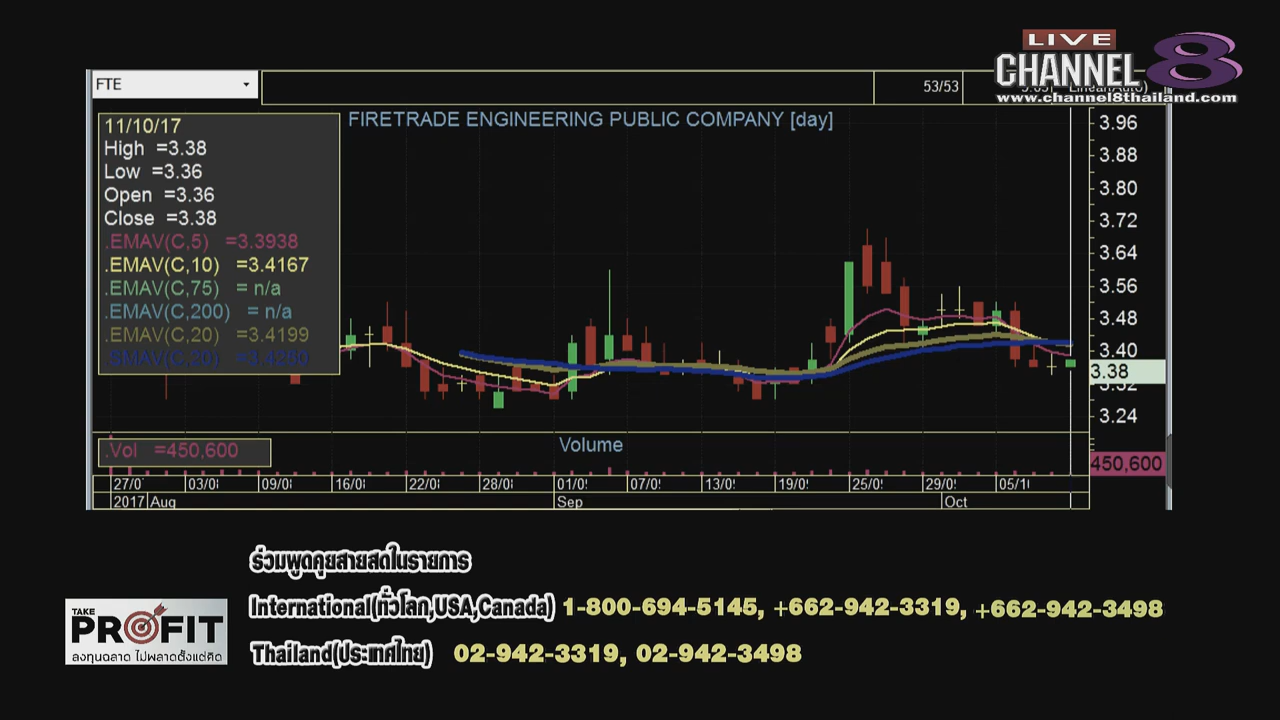 LIVE
CHANNEL 8
www.channel8thailand.com
FTE
53/53
FIRETRADE ENGINEERING PUBLIC COMPANY [day]
11/10/17
High =3.38
Low =3.36
Open =3.36
Close =3.38
.EMAV(C,5) =3.3938
.EMAV(C,10) =3.4167
.EMAV(C,75) = n/a
.EMAV(C,200) = n/a
.EMAV(C,20) =3.4199
3.96
3.88
3.80
3.72
3.64
3.56
3.48
3.40
3.38
3.32
3.24
.Vol =450,600
Volume
450,600
27/0 03/0 09/0 16/0 22/0 28/0 01/0 07/0 13/0 19/0 25/0 29/0 05/1
2017 Aug Sep Oct
ร่วมพูดคุยสายสดในรายการ
International(ทั่วโลก,USA,Canada) 1-800-694-5145, +662-942-3319, +662-942-3498
Thailand(ประเทศไทย) 02-942-3319, 02-942-3498
TAKE
PROFIT
ลงทุนฉลาด ไม่พลาดตั้งแต่คิด